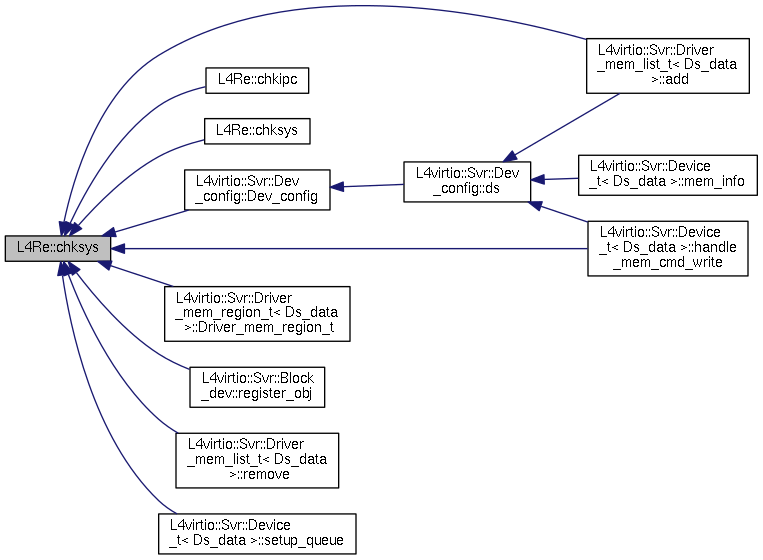 L4virtio::Svr::Driver
_mem_list_t< Ds_data
>::add
L4Re::chkipc
L4Re::chksys
L4virtio::Svr::Dev
_config::Dev_config
L4virtio::Svr::Dev
_config::ds
L4virtio::Svr::Device
_t< Ds_data >::mem_info
L4Re::chksys
L4virtio::Svr::Device
_t< Ds_data >::handle
_mem_cmd_write
L4virtio::Svr::Driver
_mem_region_t< Ds_data
>::Driver_mem_region_t
L4virtio::Svr::Block
_dev::register_obj
L4virtio::Svr::Driver
_mem_list_t< Ds_data
>::remove
L4virtio::Svr::Device
_t< Ds_data >::setup_queue